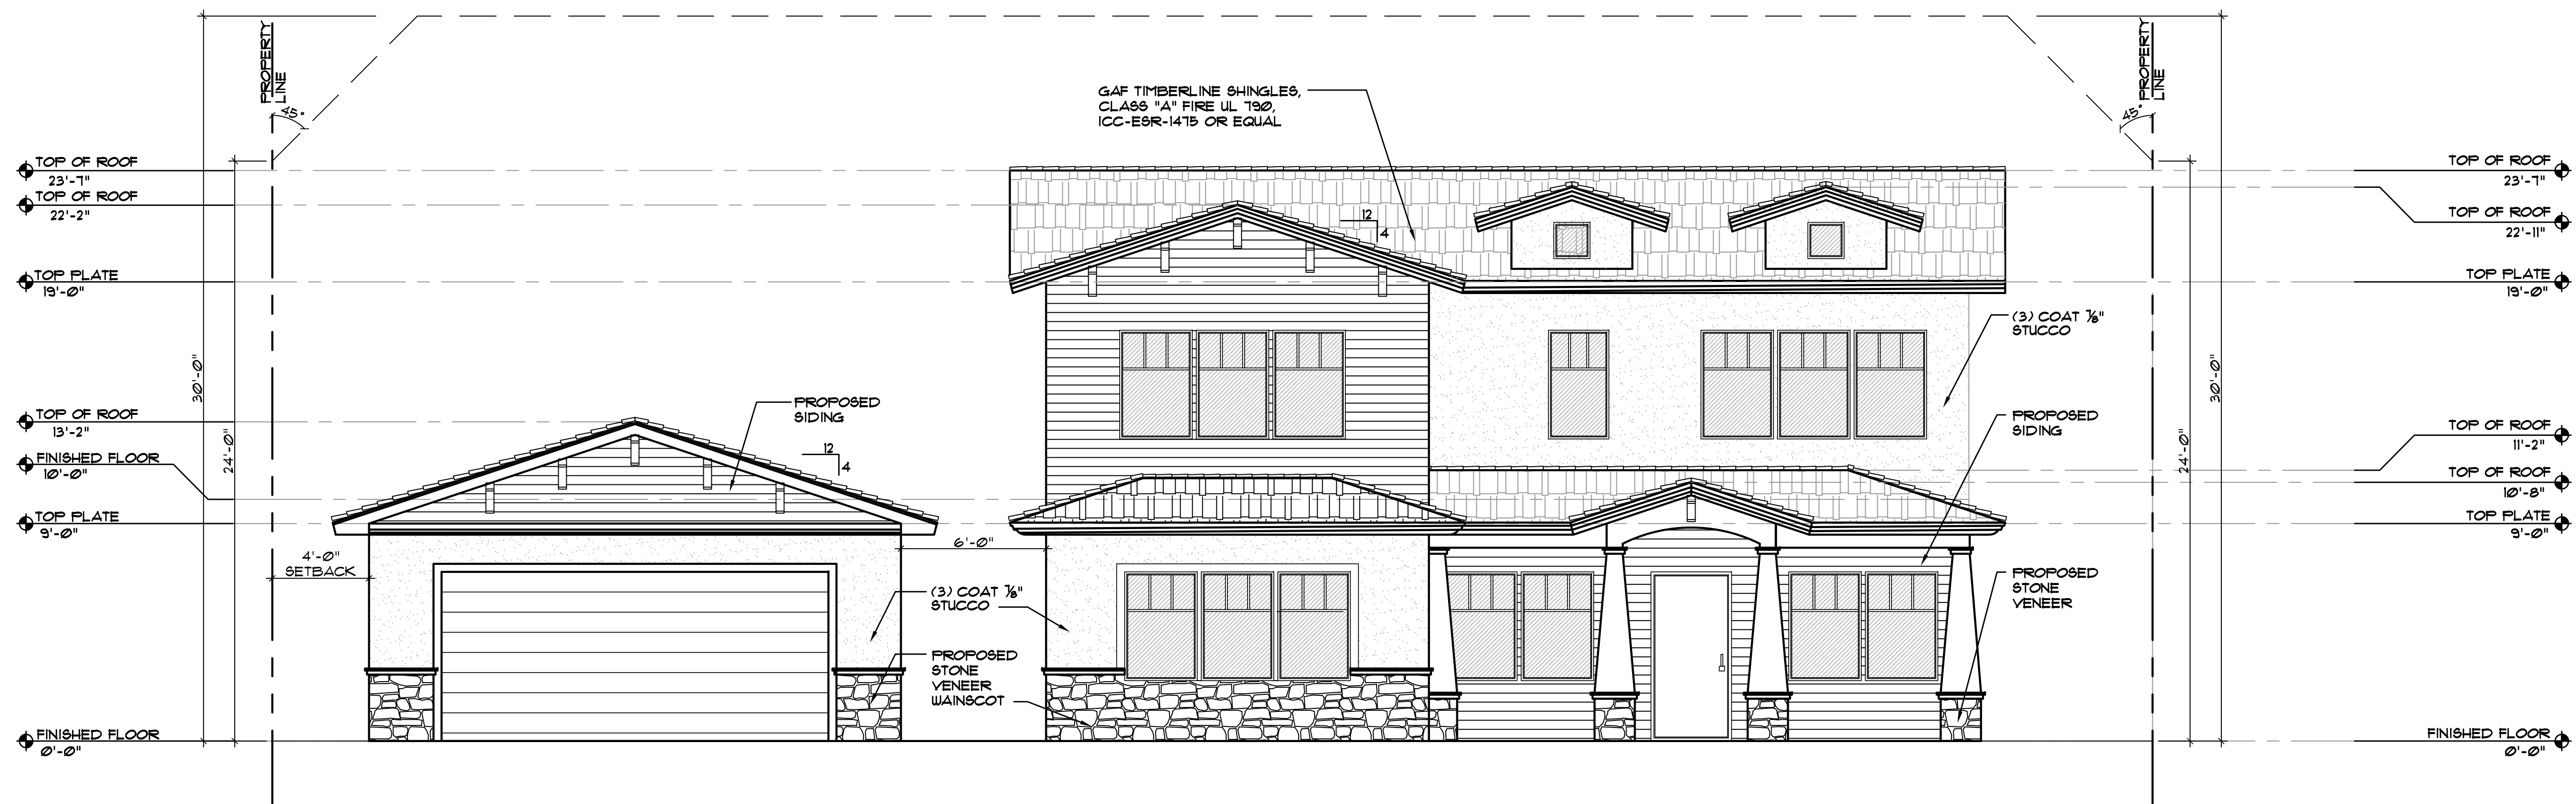 PROPERTY
LINE
45°
TOP OF ROOF
23'-7"
TOP OF ROOF
22'-2"
TOP PLATE
19'-0"
30'-0"
TOP OF ROOF
13'-2"
24'-0"
FINISHED FLOOR
10'-0"
TOP PLATE
9'-0"
4'-0"
SETBACK
FINISHED FLOOR
0'-0"
PROPOSED
SIDING
12
4
6'-0"
(3) COAT ⅞"
STUCCO
PROPOSED
STONE
VENEER
WAINSCOT
GAF TIMBERLINE SHINGLES,
CLASS "A" FIRE UL 790,
ICC-ESR-1475 OR EQUAL
12
4
(3) COAT ⅞"
STUCCO
PROPOSED
SIDING
PROPOSED
STONE
VENEER
PROPERTY
LINE
45°
30'-0"
24'-0"
TOP OF ROOF
23'-7"
TOP OF ROOF
22'-11"
TOP PLATE
19'-0"
TOP OF ROOF
11'-2"
TOP OF ROOF
10'-8"
TOP PLATE
9'-0"
FINISHED FLOOR
0'-0"